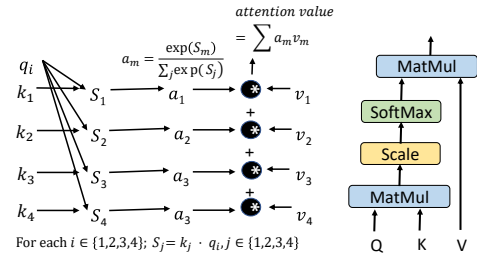 attention value
a_m = exp(S_m) / ∑_j ex p(S_j)
= ∑ a_m v_m
q_i
k_1 S_1 a_1 * v_1
+
k_2 S_2 a_2 * v_2
+
k_3 S_3 a_3 * v_3
+
k_4 S_4 a_3 * v_4
For each i ∈ {1,2,3,4}; S_j = k_j · q_i, j ∈ {1,2,3,4}
MatMul
SoftMax
Scale
MatMul
Q K V